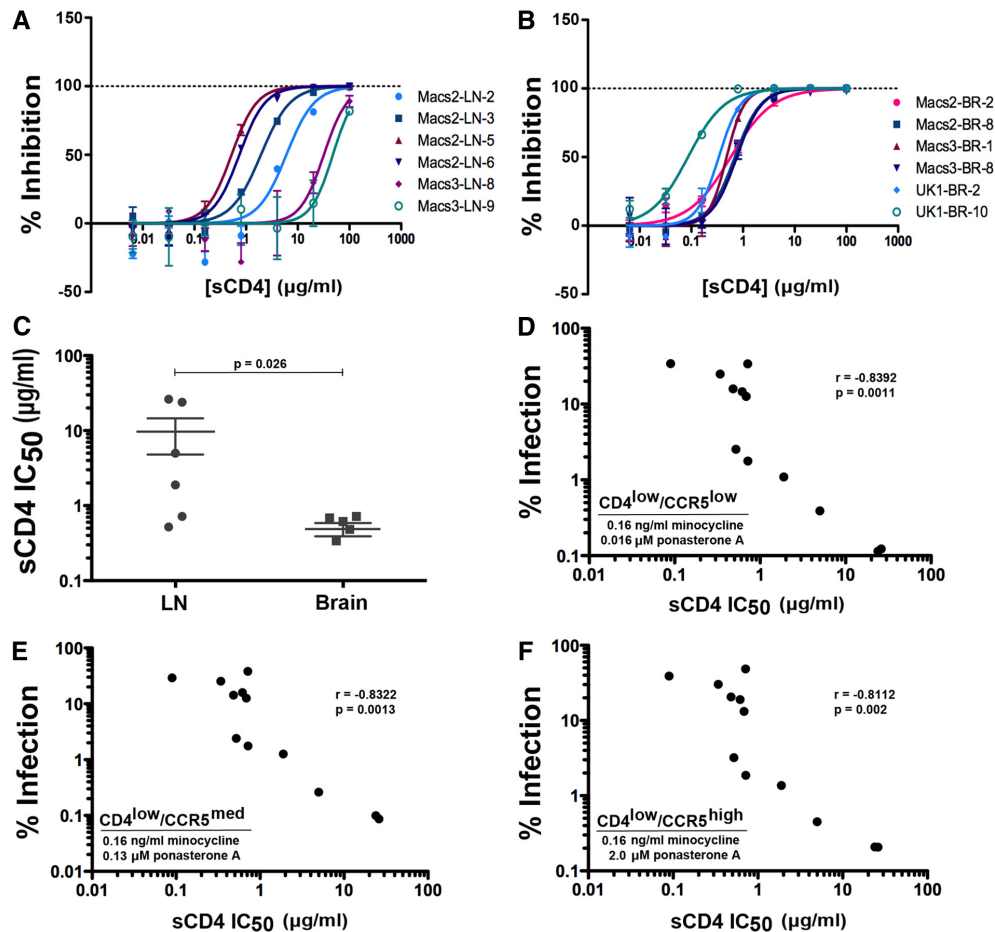 A
150
100
50
0
-50
% Inhibition
0.01
0.1
1
10
100
1000
[sCD4] (µg/ml)
Macs2-LN-2
Macs2-LN-3
Macs2-LN-5
Macs2-LN-6
Macs3-LN-8
Macs3-LN-9
B
150
100
50
0
-50
% Inhibition
0.01
0.1
1
10
100
1000
[sCD4] (µg/ml)
Macs2-BR-2
Macs2-BR-8
Macs3-BR-1
Macs3-BR-8
UK1-BR-2
UK1-BR-10
C
sCD4 IC50 (µg/ml)
100
10
1
0.1
p = 0.026
LN
Brain
D
% Infection
100
10
1
0.1
r = -0.8392
p = 0.0011
CD4low/CCR5low
0.16 ng/ml minocycline
0.016 µM ponasterone A
0.01
0.1
1
10
100
sCD4 IC50 (µg/ml)
E
% Infection
100
10
1
0.1
0.01
r = -0.8322
p = 0.0013
CD4low/CCR5med
0.16 ng/ml minocycline
0.13 µM ponasterone A
0.01
0.1
1
10
100
sCD4 IC50 (µg/ml)
F
% Infection
100
10
1
0.1
r = -0.8112
p = 0.002
CD4low/CCR5high
0.16 ng/ml minocycline
2.0 µM ponasterone A
0.01
0.1
1
10
100
sCD4 IC50 (µg/ml)